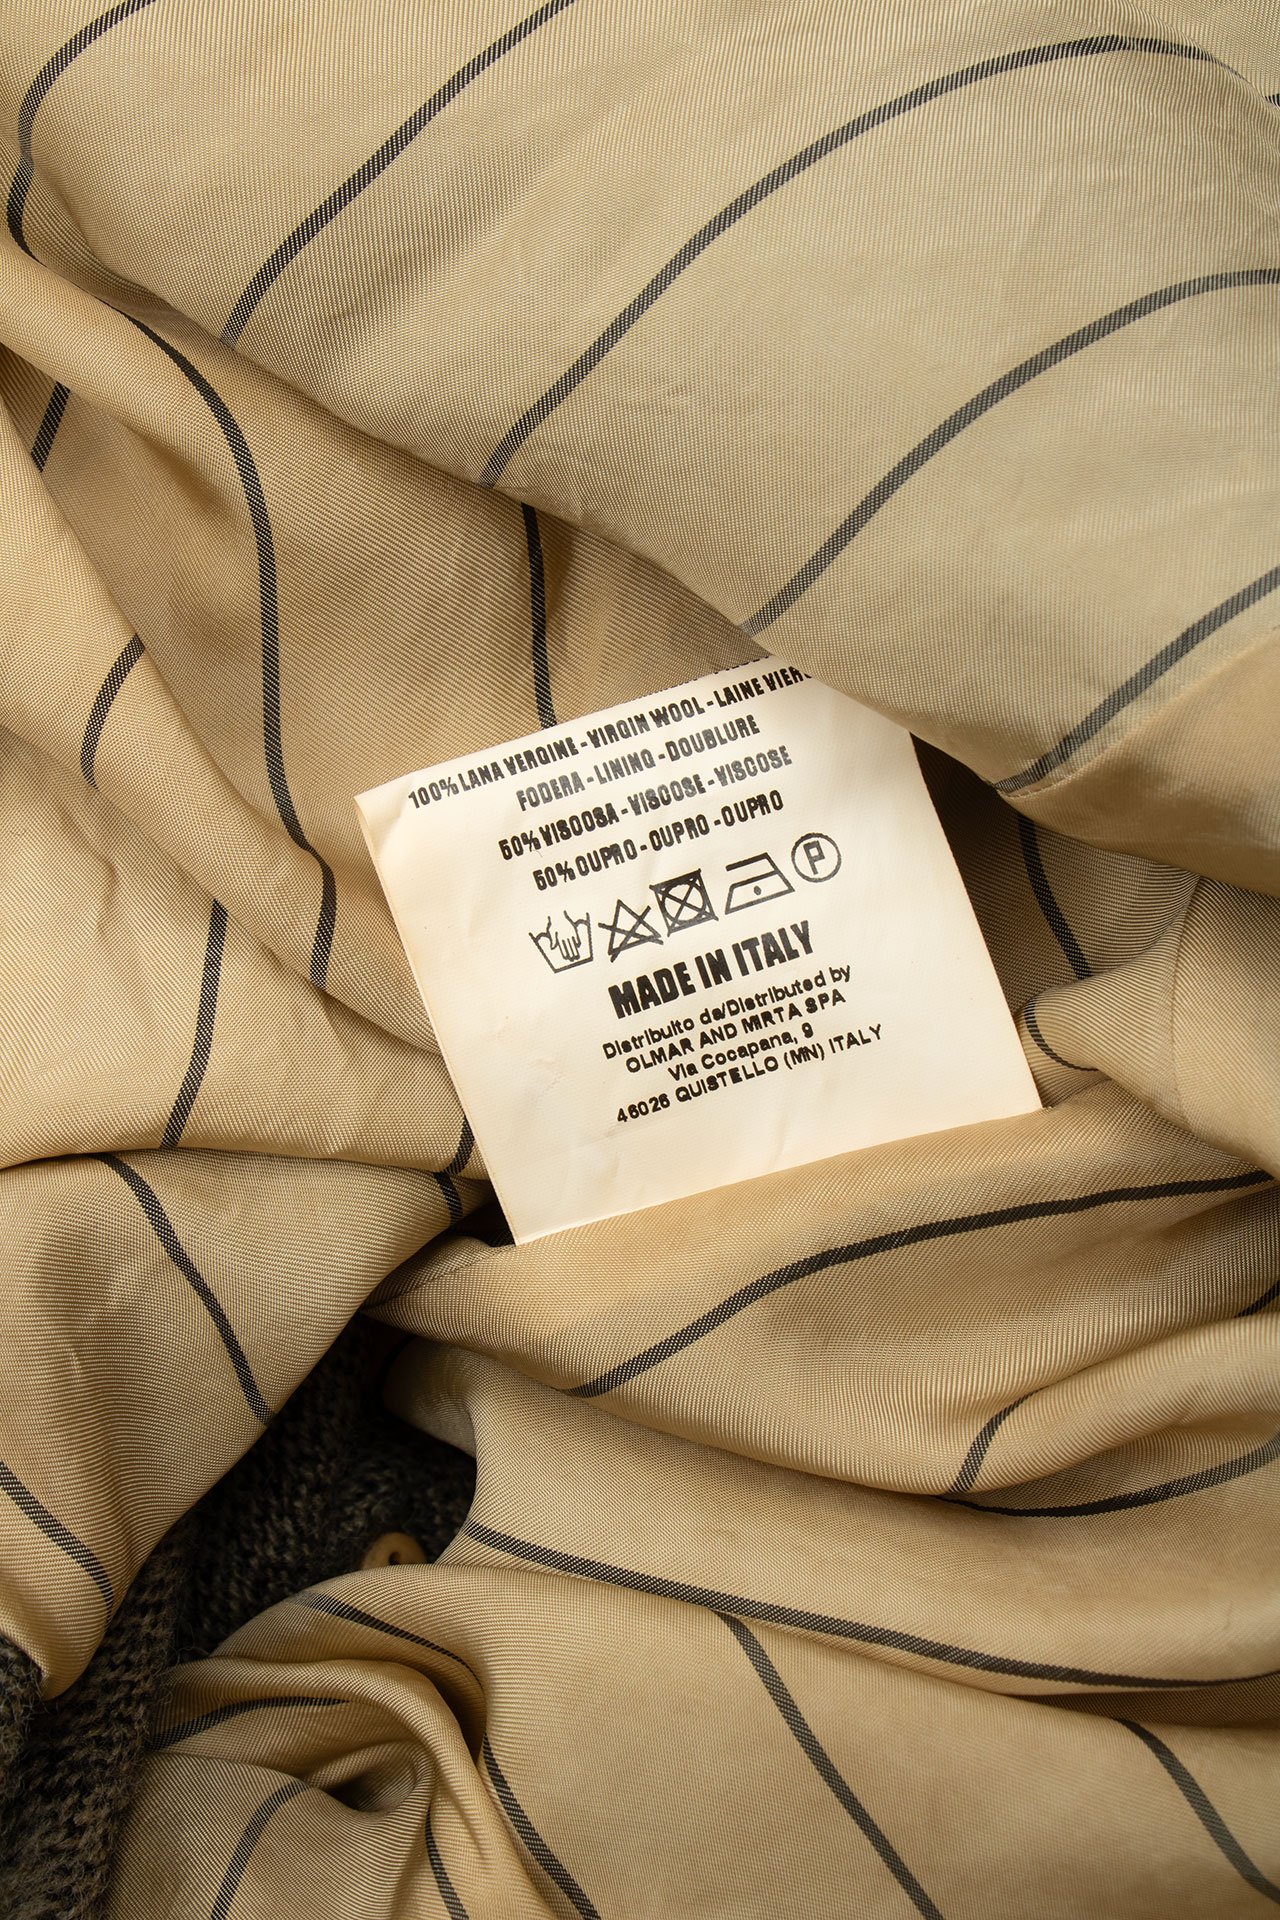 100% LANA VERGINE - VIRGIN WOOL - LAINE VIERG
FODERA - LINING - DOUBLURE
50% VISCOSA - VISCOSE - VISCOSE
50% CUPRO - CUPRO - CUPRO
P
MADE IN ITALY
Distribuito da/Distributed by
OLMAR AND MIRTA SPA
Via Cocapana, 9
46026 QUISTELLO (MN) ITALY